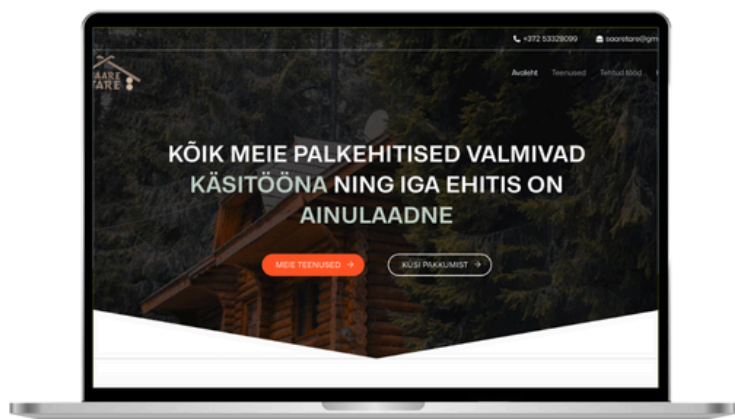 +372 53328099 saaretare@gm
AARE
TARE
Avaleht Teenused Tehtud tööd
KÕIK MEIE PALKEHITISED VALMIVAD
KÄSITÖÖNA NING IGA EHITIS ON
AINULAADNE
MEIE TEENUSED → KÜSI PAKKUMIST →